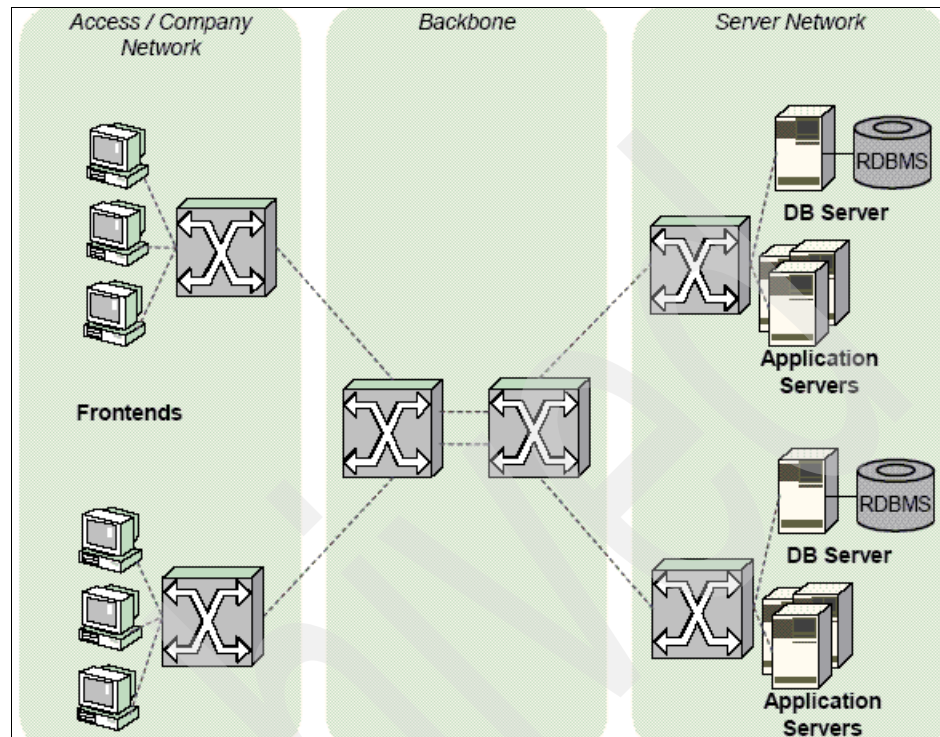 Access / Company
Network
Backbone
Server Network
RDBMS
DB Server
Application
Servers
Frontends
RDBMS
DB Server
Application
Servers